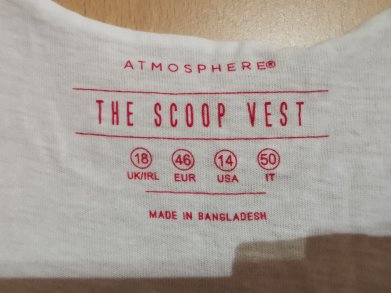 ATMOSPHERE®
THE SCOOP VEST
18 46 14 50
UK/IRL EUR USA IT
MADE IN BANGLADESH